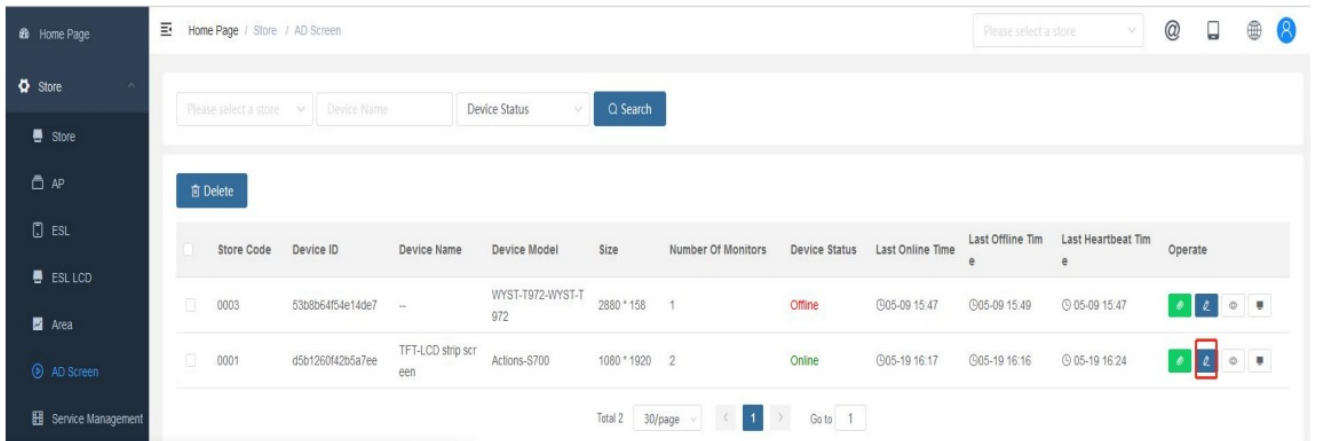 Home Page
Home Page / Store / AD Screen
Please select a store
@
Store
Please select a store
Device Name
Device Status
Search
Store
AP
Delete
ESL
Store Code Device ID Device Name Device Model Size Number Of Monitors Device Status Last Online Time Last Offline Tim
e Last Heartbeat Tim
e Operate
ESL LCD
0003 53b8b64f54e14de7 -- WYST-T972-WYST-T
972 2880 * 158 1 Offline 05-09 15:47 05-09 15:49 05-09 15:47
Area
0001 d5b1260f42b5a7ee TFT-LCD strip scr
een Actions-S700 1080 * 1920 2 Online 05-19 16:17 05-19 16:16 05-19 16:24
AD Screen
Service Management
Total 2 30/page < 1 > Go to 1